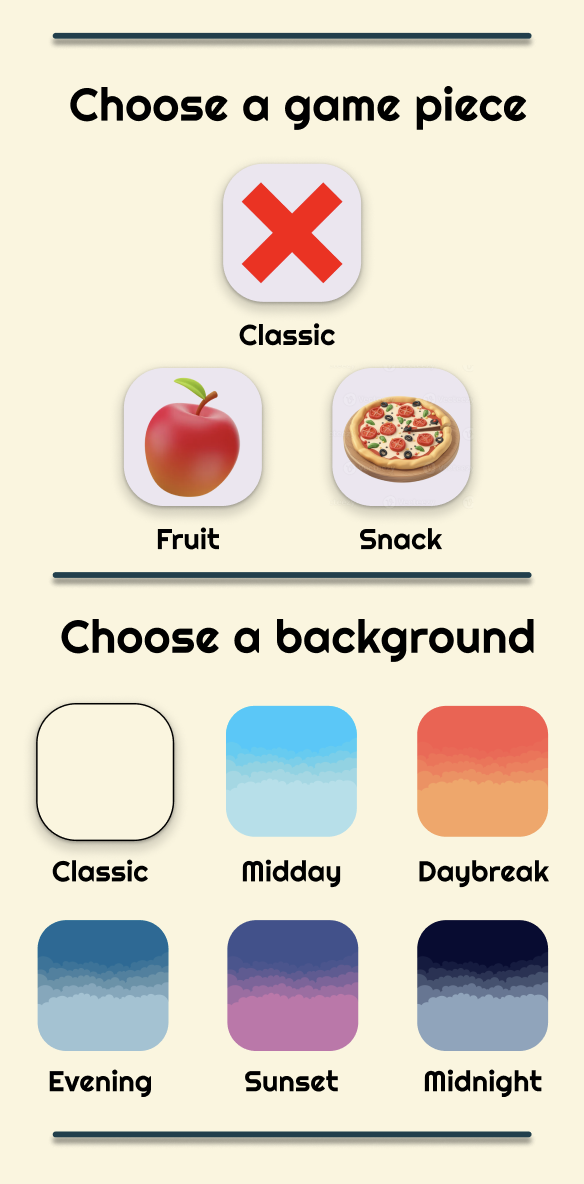 Choose a game piece
Classic
Fruit Snack
Choose a background
Classic Midday Daybreak
Evening Sunset Midnight